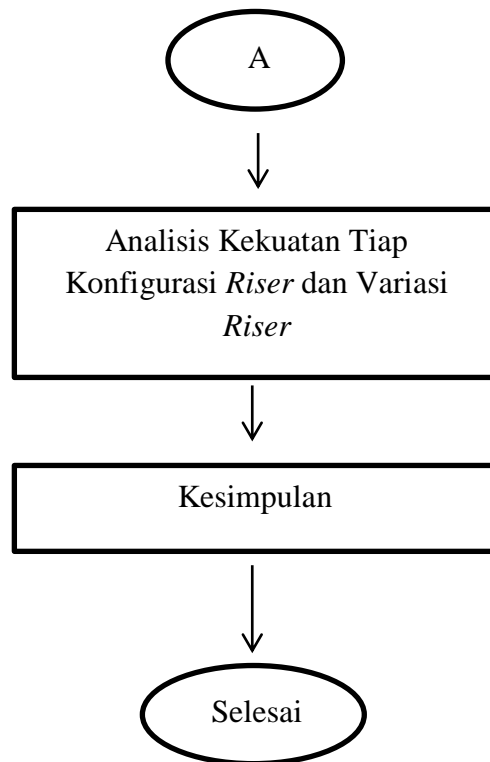 A
Analisis Kekuatan Tiap
Konfigurasi Riser dan Variasi
Riser
Kesimpulan
Selesai